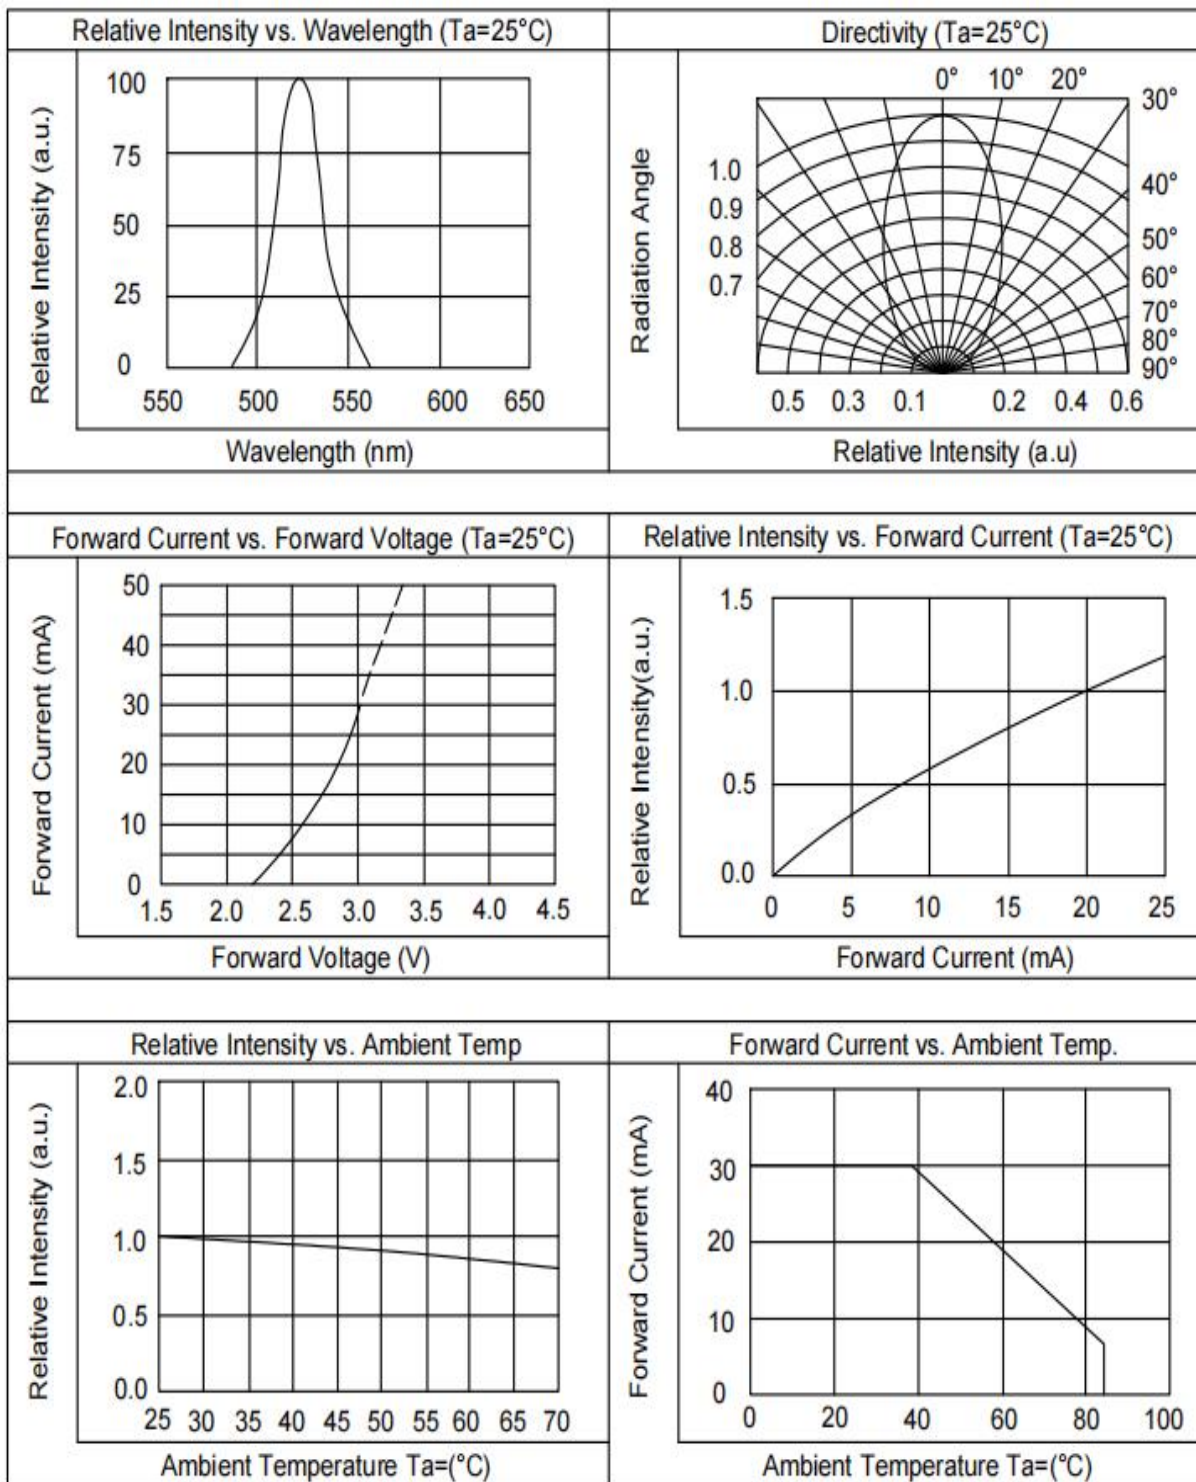 Relative Intensity vs. Wavelength (Ta=25°C)
Relative Intensity (a.u.)
100
75
50
25
0
550 500 550 600 650
Wavelength (nm)
Directivity (Ta=25°C)
Radiation Angle
0° 10° 20°
30°
40°
50°
60°
70°
80°
90°
1.0
0.9
0.8
0.7
0.5 0.3 0.1 0.2 0.4 0.6
Relative Intensity (a.u)
Forward Current vs. Forward Voltage (Ta=25°C)
Forward Current (mA)
50
40
30
20
10
0
1.5 2.0 2.5 3.0 3.5 4.0 4.5
Forward Voltage (V)
Relative Intensity vs. Forward Current (Ta=25°C)
Relative Intensity(a.u.)
1.5
1.0
0.5
0.0
0 5 10 15 20 25
Forward Current (mA)
Relative Intensity vs. Ambient Temp
Relative Intensity (a.u.)
2.0
1.5
1.0
0.5
0.0
25 30 35 40 45 50 55 60 65 70
Ambient Temperature Ta=(°C)
Forward Current vs. Ambient Temp.
Forward Current (mA)
40
30
20
10
0
0 20 40 60 80 100
Ambient Temperature Ta=(°C)